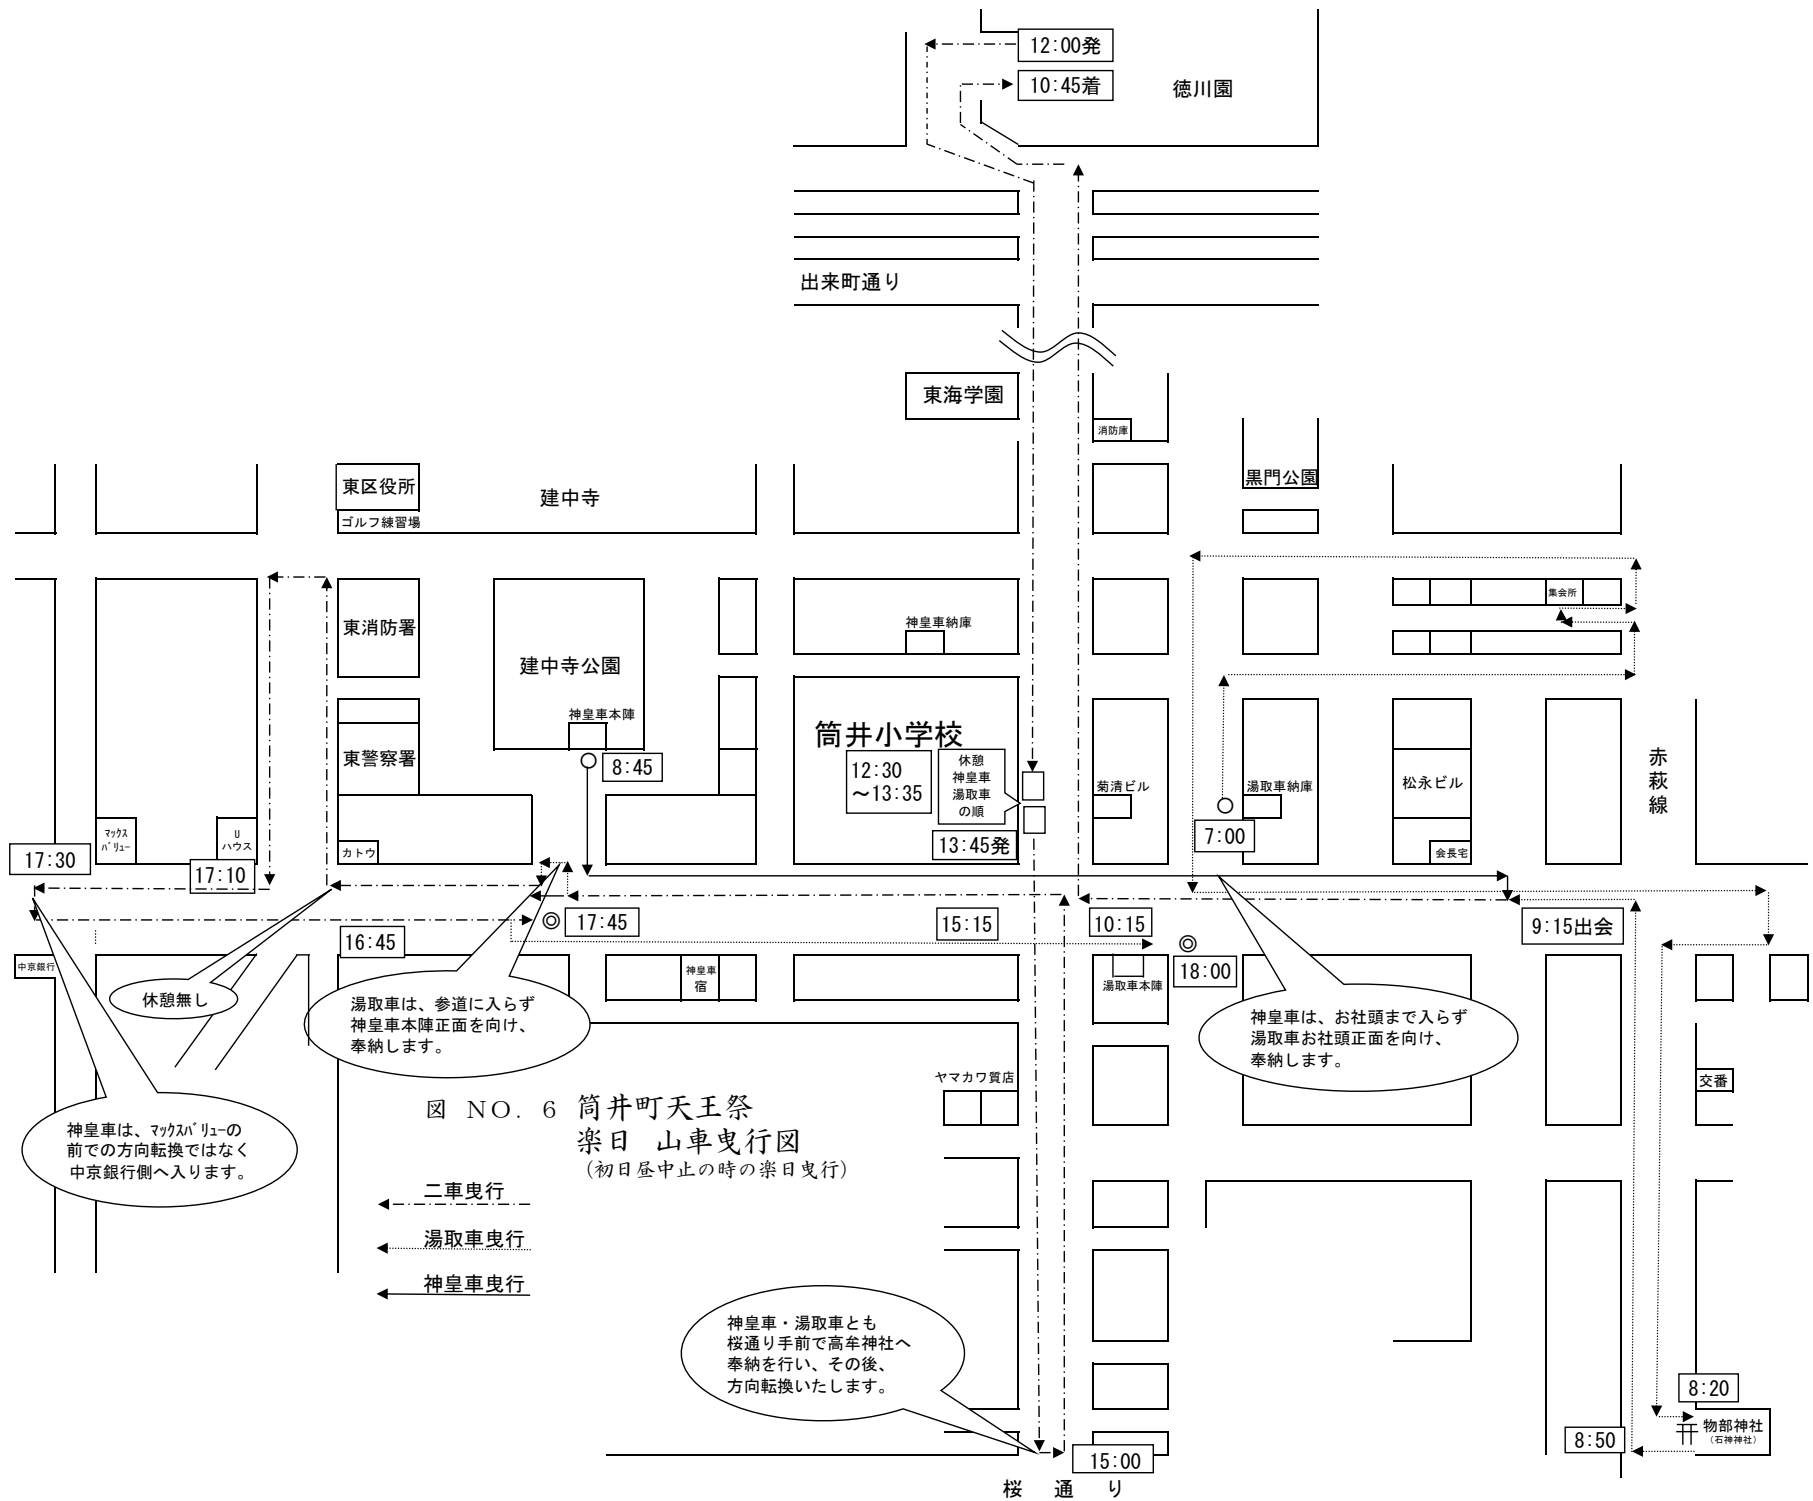 12:00発
10:45着
徳川園
出来町通り
東海学園
消防庫
東区役所
ゴルフ練習場
建中寺
黒門公園
集会所
東消防署
建中寺公園
神皇車納庫
神皇車本陣
8:45
東警察署
筒井小学校
12:30
～13:35
休憩
神皇車
湯取車
の順
13:45発
菊清ビル
湯取車納庫
7:00
松永ビル
会長宅
赤萩線
マックス
バリュー
U
ハウス
カトウ
17:30
17:10
17:45
16:45
15:15
10:15
9:15出会
18:00
中京銀行
休憩無し
神皇車
宿
湯取車本陣
湯取車は、参道に入らず
神皇車本陣正面を向け、
奉納します。
神皇車は、お社頭まで入らず
湯取車お社頭正面を向け、
奉納します。
交番
ヤマカワ質店
神皇車は、マックスバリューの
前での方向転換ではなく
中京銀行側へ入ります。
図 NO. 6 筒井町天王祭
楽日 山車曳行図
（初日昼中止の時の楽日曳行）
二車曳行
湯取車曳行
神皇車曳行
神皇車・湯取車とも
桜通り手前で高牟神社へ
奉納を行い、その後、
方向転換いたします。
8:20
物部神社
（石神神社）
8:50
15:00
桜 通 り